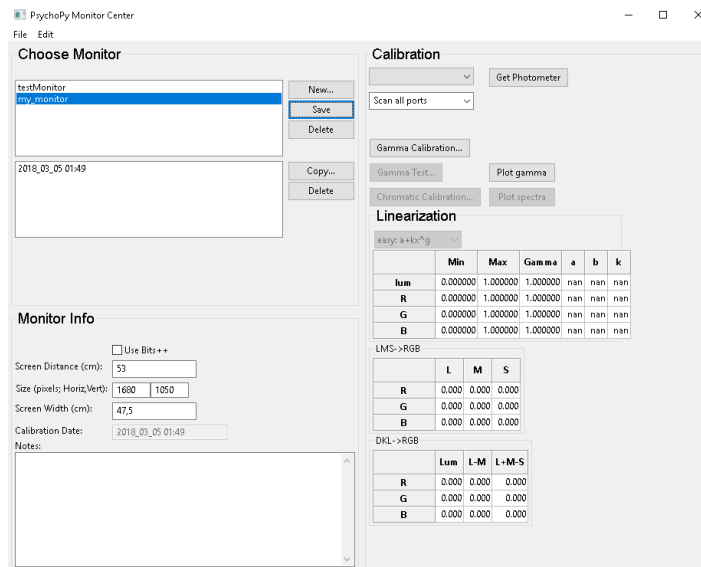 PsychoPy Monitor Center
File Edit
Choose Monitor
testMonitor
my_monitor
New...
Save
Delete
2018_03_05 01:49
Copy...
Delete
Monitor Info
Use Bits++
Screen Distance (cm): 53
Size (pixels; Horiz,Vert): 1680 1050
Screen Width (cm): 47,5
Calibration Date: 2018_03_05 01:49
Notes:
Calibration
Get Photometer
Scan all ports
Gamma Calibration...
Gamma Test... Plot gamma
Chromatic Calibration... Plot spectra
Linearization
easy: a+kx^g
Min Max Gamma a b k
lum 0.000000 1.000000 1.000000 nan nan nan
R 0.000000 1.000000 1.000000 nan nan nan
G 0.000000 1.000000 1.000000 nan nan nan
B 0.000000 1.000000 1.000000 nan nan nan
LMS->RGB
L M S
R 0.000 0.000 0.000
G 0.000 0.000 0.000
B 0.000 0.000 0.000
DKL->RGB
Lum L-M L+M-S
R 0.000 0.000 0.000
G 0.000 0.000 0.000
B 0.000 0.000 0.000